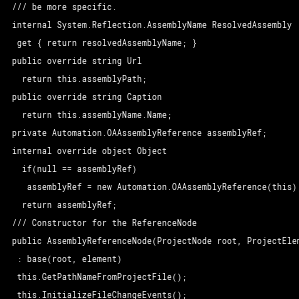 /// be more specific.
internal System.Reflection.AssemblyName ResolvedAssembly
get { return resolvedAssemblyName; }
public override string Url
return this.assemblyPath;
public override string Caption
return this.assemblyName.Name;
private Automation.OAAssemblyReference assemblyRef;
internal override object Object
if(null == assemblyRef)
assemblyRef = new Automation.OAAssemblyReference(this)
return assemblyRef;
/// Constructor for the ReferenceNode
public AssemblyReferenceNode(ProjectNode root, ProjectElem
: base(root, element)
this.GetPathNameFromProjectFile();
this.InitializeFileChangeEvents();